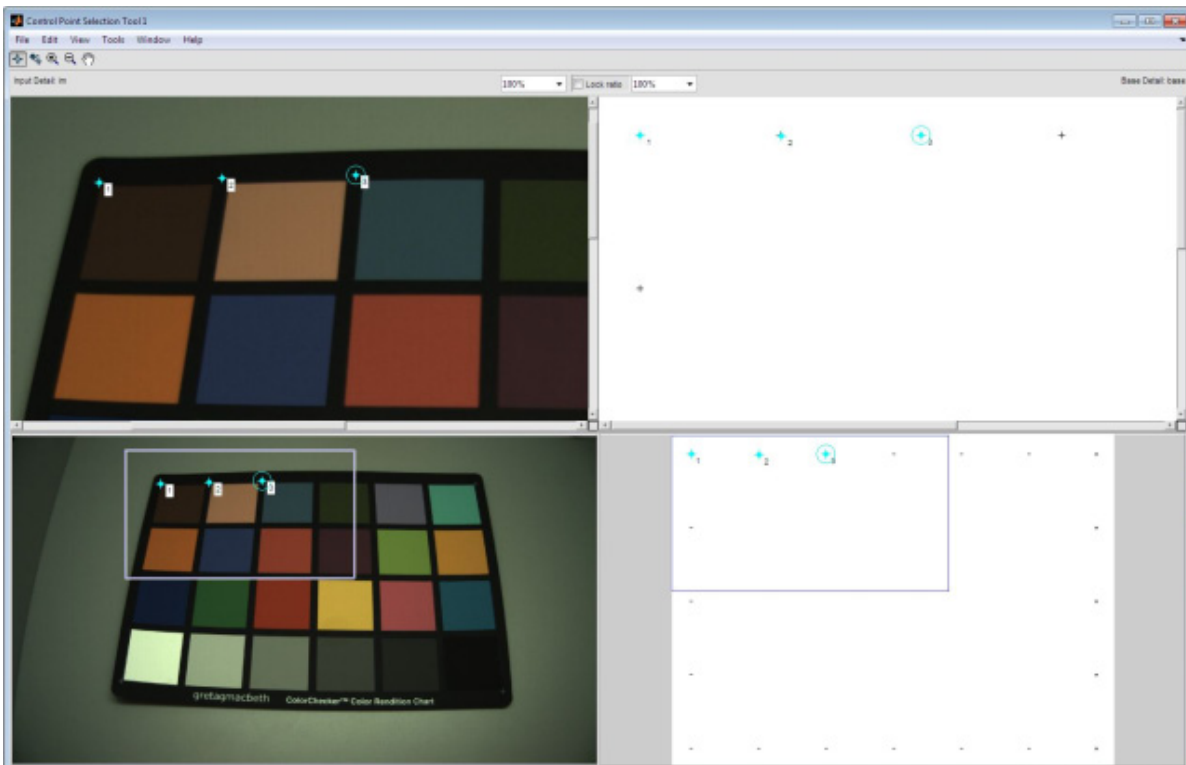 Control Point Selection Tool 1
File Edit View Tools Window Help
Input Detail: im
100%
Lock ratio
100%
Base Detail: base
1
2
3
1
2
3
1
2
3
1
2
3
gretagmacbeth
ColorChecker™ Color Rendition Chart